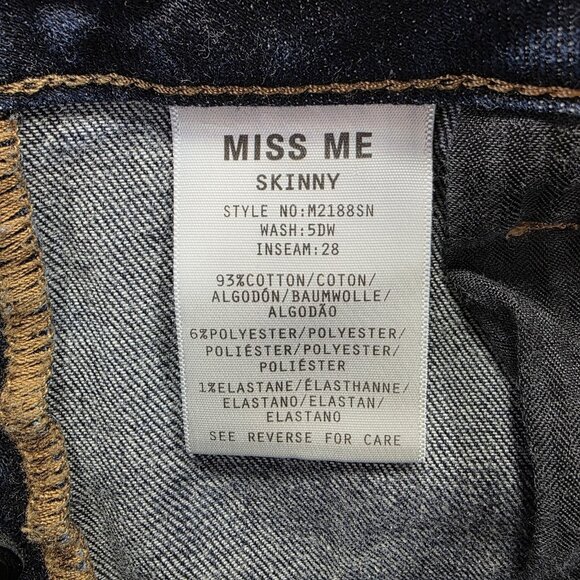 MISS ME
SKINNY
STYLE NO:M2188SN
WASH:5DW
INSEAM:28
93%COTTON/COTON/
ALGODÓN/BAUMWOLLE/
ALGODÃO
6%POLYESTER/POLYESTER/
POLIÉSTER/POLYESTER/
POLIÉSTER
1%ELASTANE/ÉLASTHANNE/
ELASTANO/ELASTAN/
ELASTANO
SEE REVERSE FOR CARE